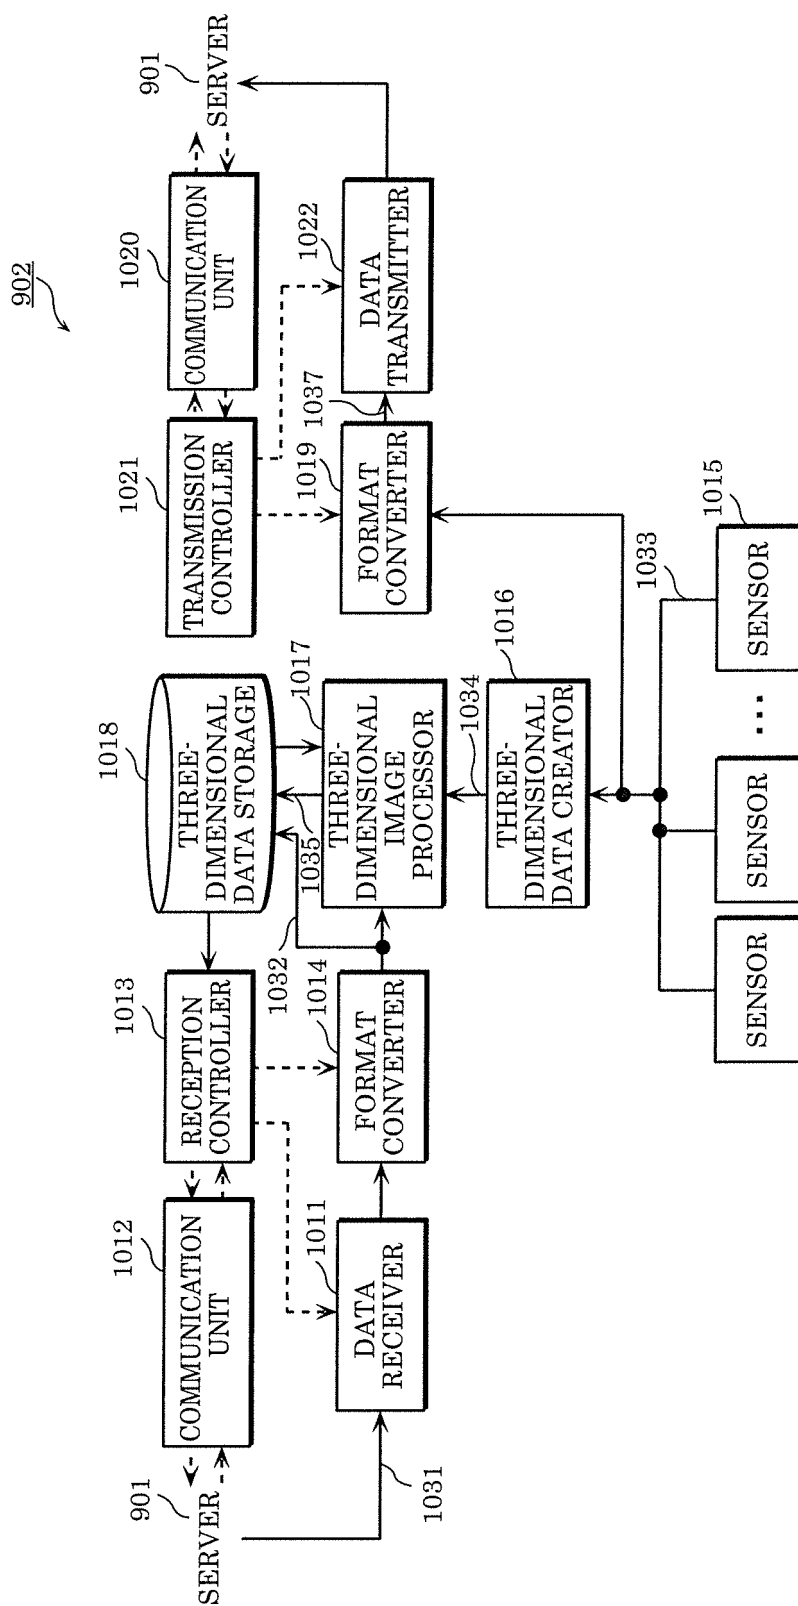 902
901
SERVER
1012
COMMUNICATION
UNIT
1013
RECEPTION
CONTROLLER
1018
THREE-
DIMENSIONAL
DATA STORAGE
1021
TRANSMISSION
CONTROLLER
1020
COMMUNICATION
UNIT
901
SERVER
1031
1011
DATA
RECEIVER
1014
FORMAT
CONVERTER
1032
1035
1017
THREE-
DIMENSIONAL
IMAGE
PROCESSOR
1019
FORMAT
CONVERTER
1037
1022
DATA
TRANSMITTER
1034
1016
THREE-
DIMENSIONAL
DATA CREATOR
1033
1015
SENSOR
SENSOR
...
SENSOR